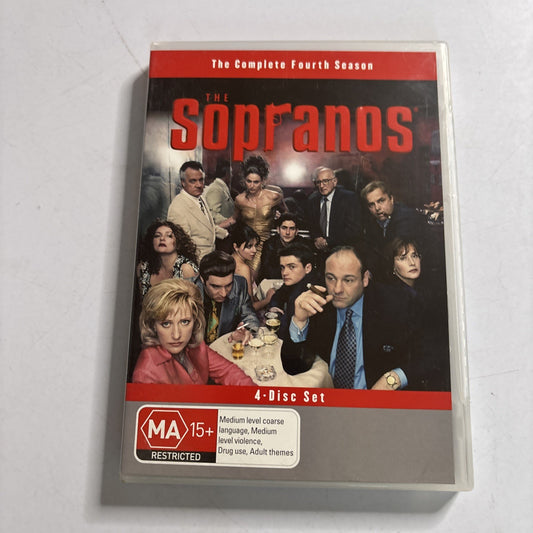 The Complete Fourth Season
THE
SOPRANOS
4-Disc Set
MA 15+
RESTRICTED
Medium level coarse
language, Medium
level violence,
Drug use, Adult themes